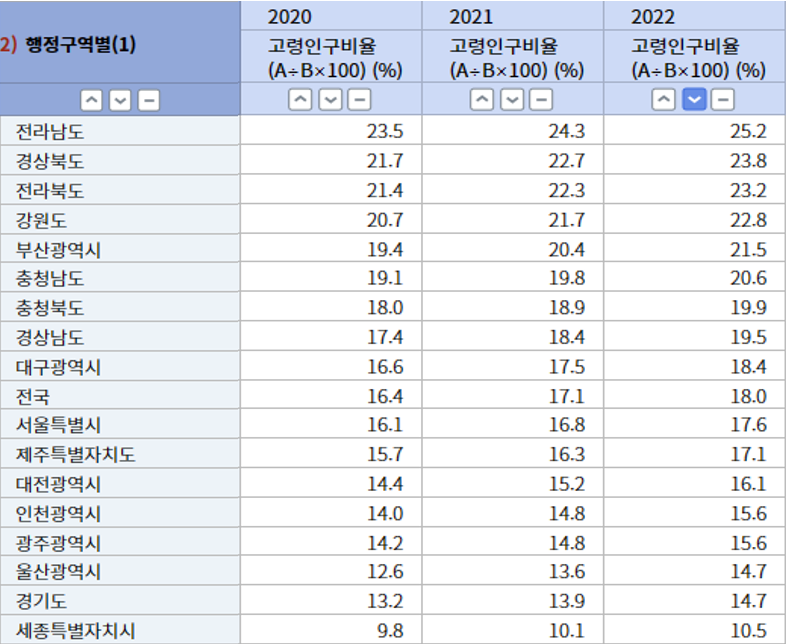 2) 행정구역별(1) 2020 2021 2022
고령인구비율 고령인구비율 고령인구비율
(A÷B×100) (%) (A÷B×100) (%) (A÷B×100) (%)
전라남도 23.5 24.3 25.2
경상북도 21.7 22.7 23.8
전라북도 21.4 22.3 23.2
강원도 20.7 21.7 22.8
부산광역시 19.4 20.4 21.5
충청남도 19.1 19.8 20.6
충청북도 18.0 18.9 19.9
경상남도 17.4 18.4 19.5
대구광역시 16.6 17.5 18.4
전국 16.4 17.1 18.0
서울특별시 16.1 16.8 17.6
제주특별자치도 15.7 16.3 17.1
대전광역시 14.4 15.2 16.1
인천광역시 14.0 14.8 15.6
광주광역시 14.2 14.8 15.6
울산광역시 12.6 13.6 14.7
경기도 13.2 13.9 14.7
세종특별자치시 9.8 10.1 10.5